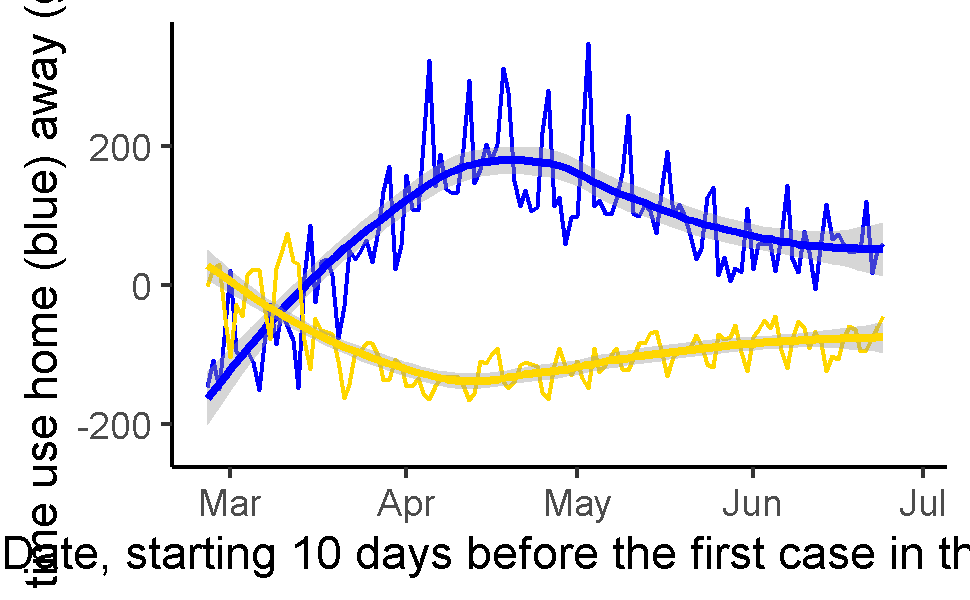 time use home (blue) away (
200
0
-200
Mar Apr May Jun Jul
Date, starting 10 days before the first case in th